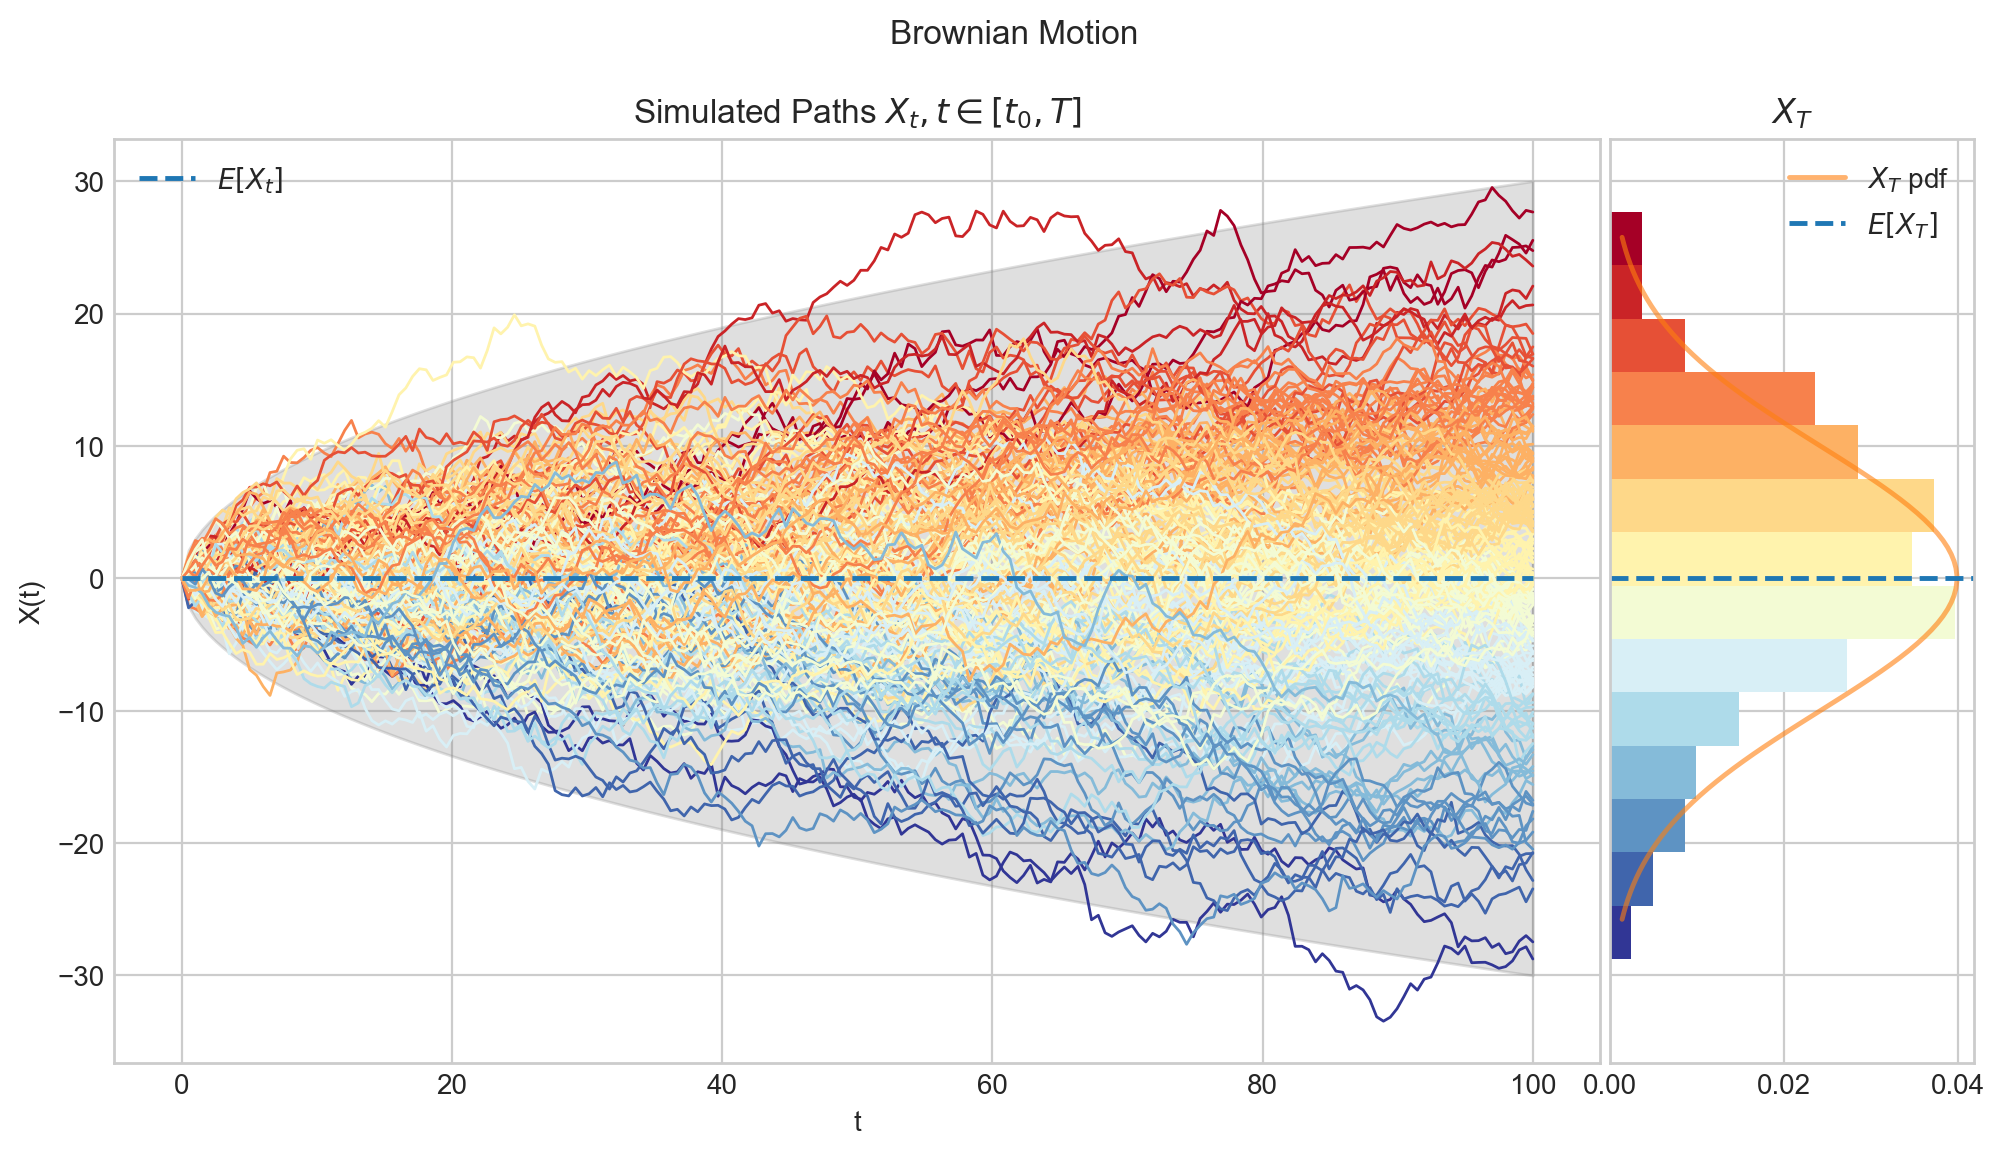 Brownian Motion
Simulated Paths $X_t, t \in [t_0, T]$
$X_T$
$E[X_t]$
$X_T$ pdf
$E[X_T]$
X(t)
30
20
10
0
−10
−20
−30
0
20
40
60
80
100
0.00
0.02
0.04
t